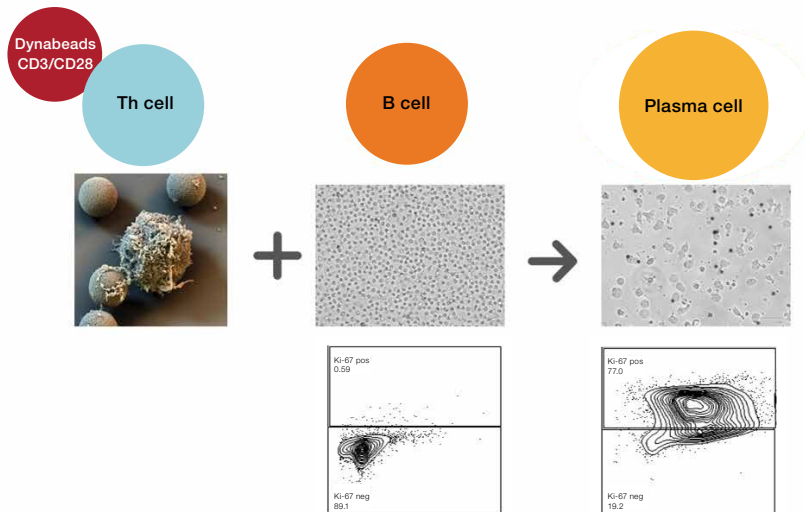 Dynabeads
CD3/CD28
Th cell
B cell
Plasma cell
Ki-67 pos
0.59
Ki-67 neg
89.1
Ki-67 pos
77.0
Ki-67 neg
19.2